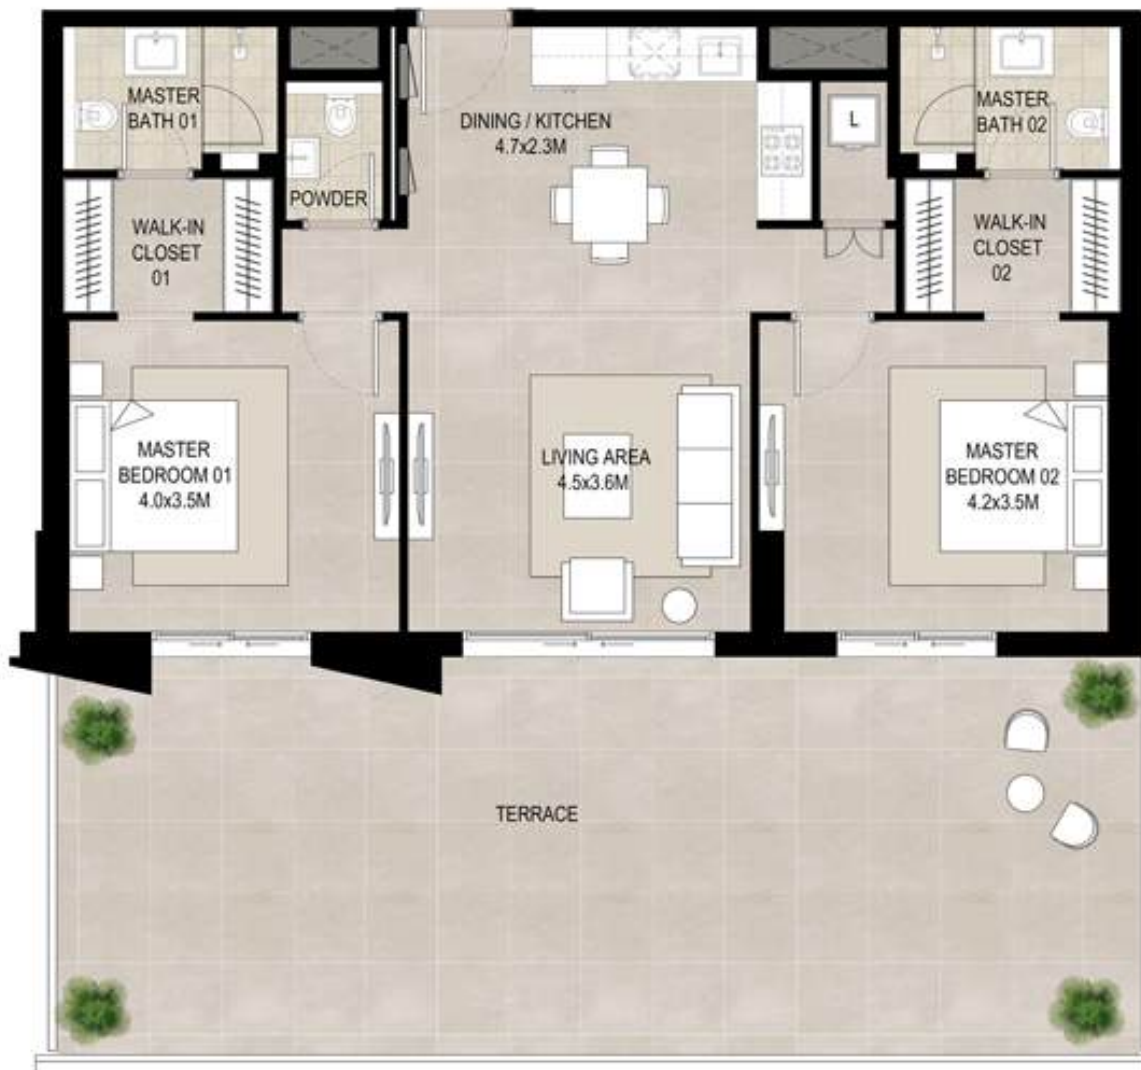 MASTER
BATH 01
DINING / KITCHEN
4.7x2.3M
L
MASTER
BATH 02
POWDER
WALK-IN
CLOSET
01
WALK-IN
CLOSET
02
MASTER
BEDROOM 01
4.0x3.5M
LIVING AREA
4.5x3.6M
MASTER
BEDROOM 02
4.2x3.5M
TERRACE